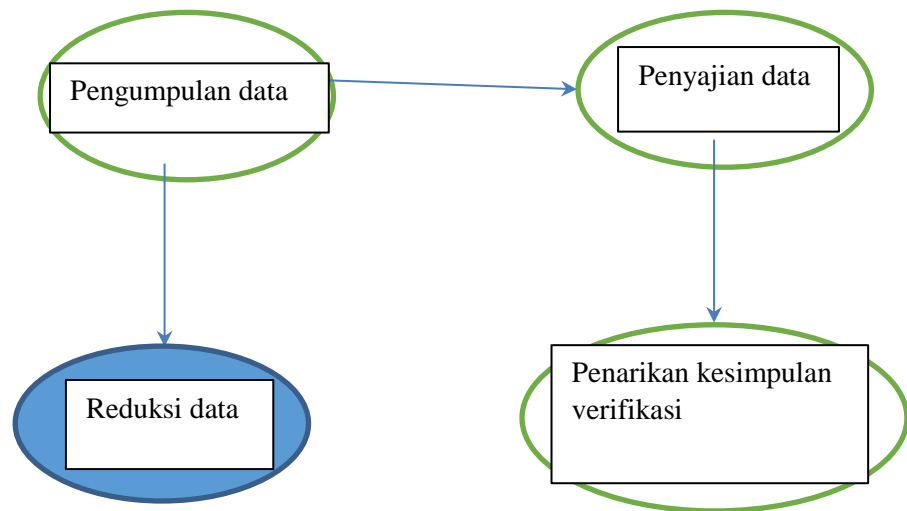 Pengumpulan data
Penyajian data
Reduksi data
Penarikan kesimpulan
verifikasi